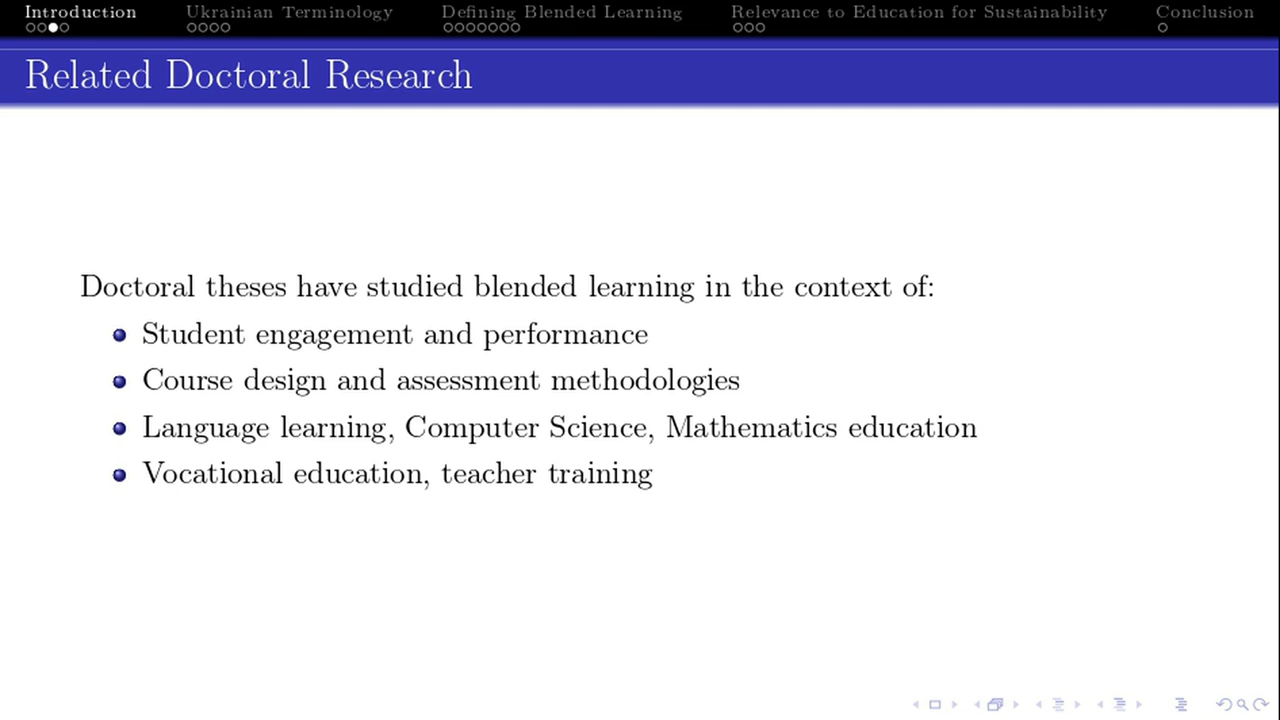 Introduction
Ukrainian Terminology
Defining Blended Learning
Relevance to Education for Sustainability
Conclusion
Related Doctoral Research
Doctoral theses have studied blended learning in the context of:
Student engagement and performance
Course design and assessment methodologies
Language learning, Computer Science, Mathematics education
Vocational education, teacher training